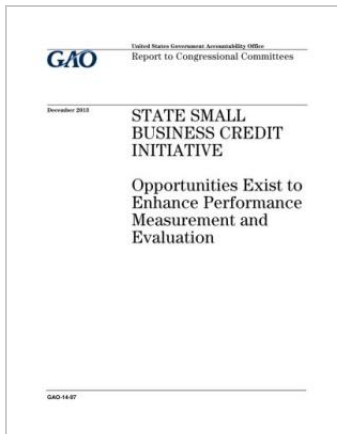 United States Government Accountability Office
GAO
Report to Congressional Committees
December 2013
STATE SMALL
BUSINESS CREDIT
INITIATIVE
Opportunities Exist to
Enhance Performance
Measurement and
Evaluation
GAO-14-97